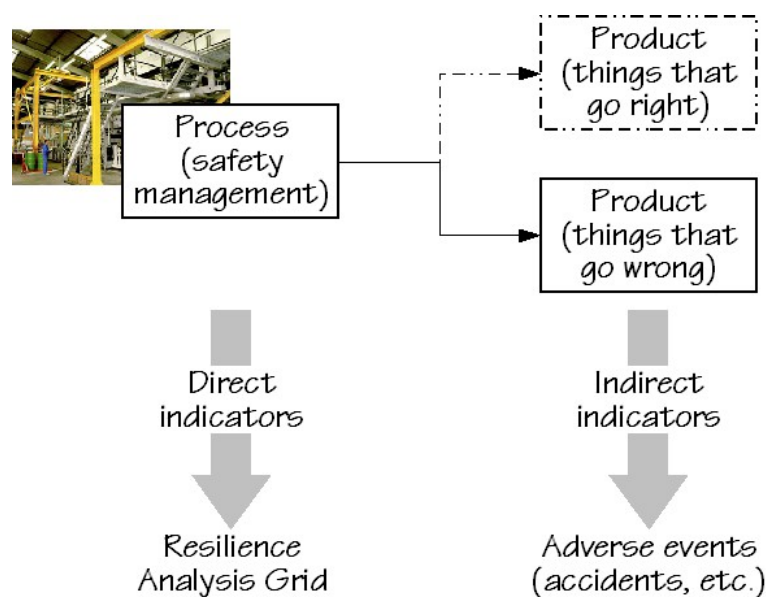 Process
(safety
management)
Product
(things that
go right)
Product
(things that
go wrong)
Direct
indicators
Indirect
indicators
Resilience
Analysis Grid
Adverse events
(accidents, etc.)